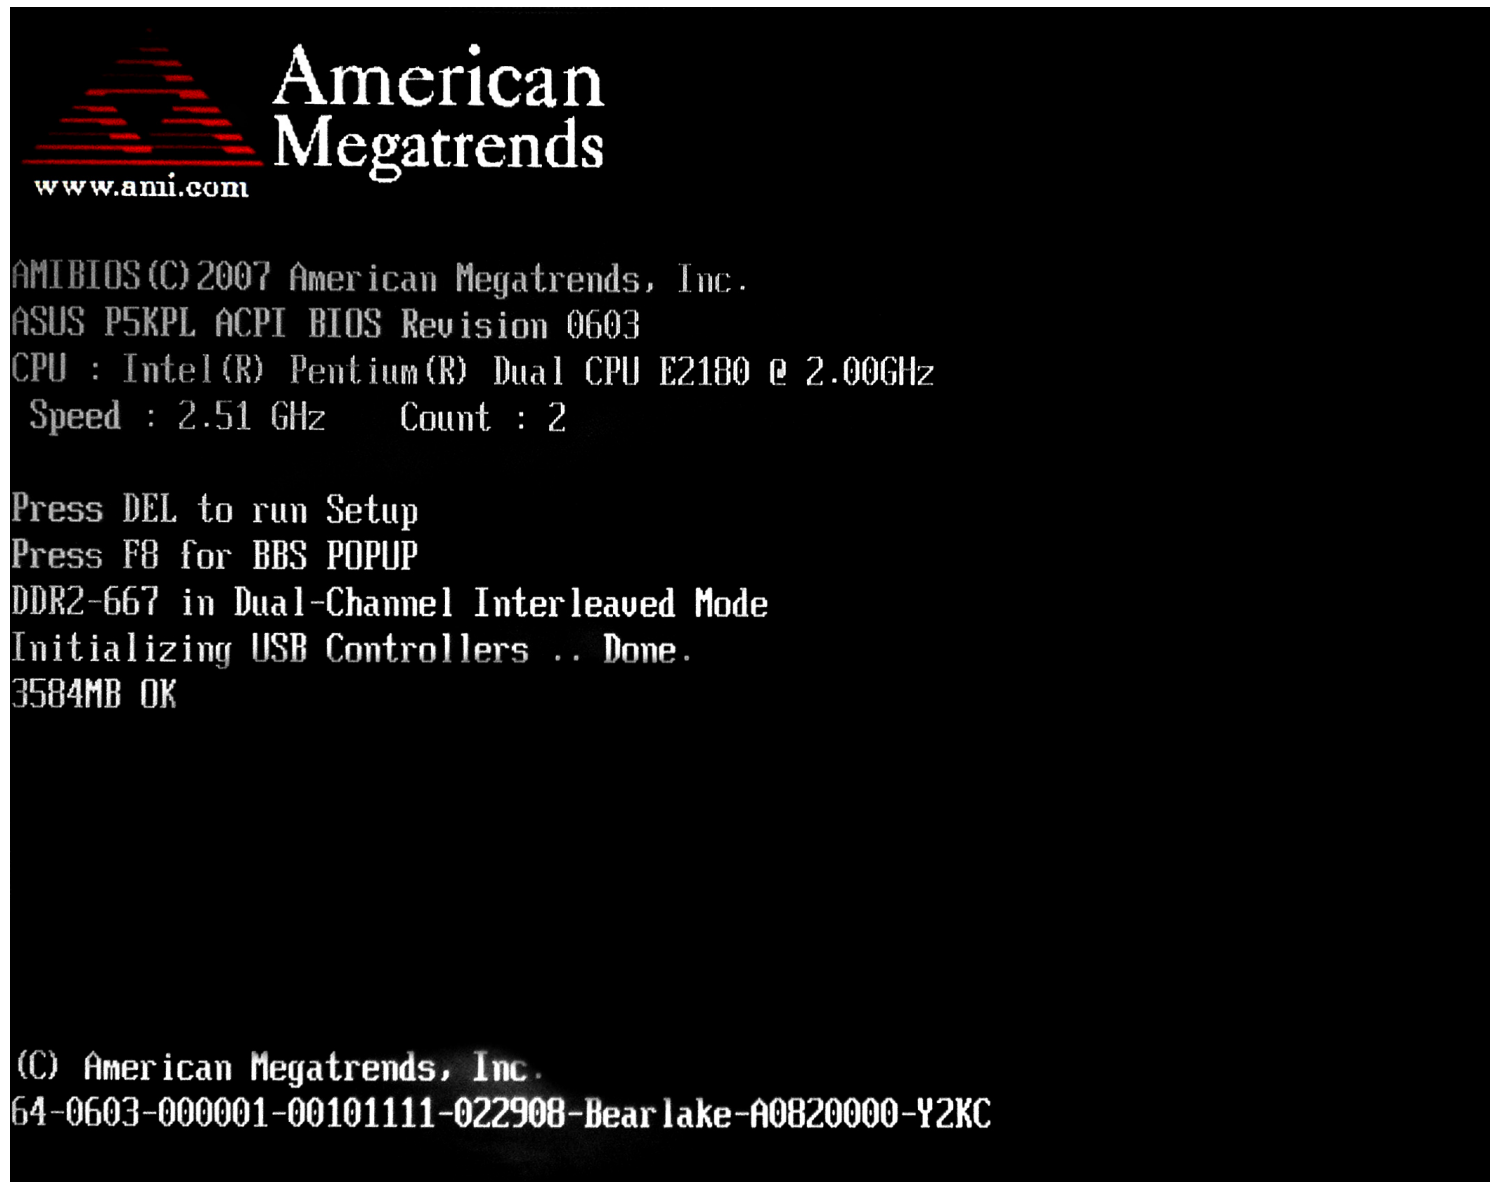 American
Megatrends
www.ami.com
AMIBIOS(C)2007 American Megatrends, Inc.
ASUS P5KPL ACPI BIOS Revision 0603
CPU : Intel(R) Pentium(R) Dual CPU E2180 @ 2.00GHz
Speed : 2.51 GHz Count : 2
Press DEL to run Setup
Press F8 for BBS POPUP
DDR2-667 in Dual-Channel Interleaved Mode
Initializing USB Controllers .. Done.
3584MB OK
(C) American Megatrends, Inc.
64-0603-000001-00101111-022908-Bearlake-A0820000-Y2KC